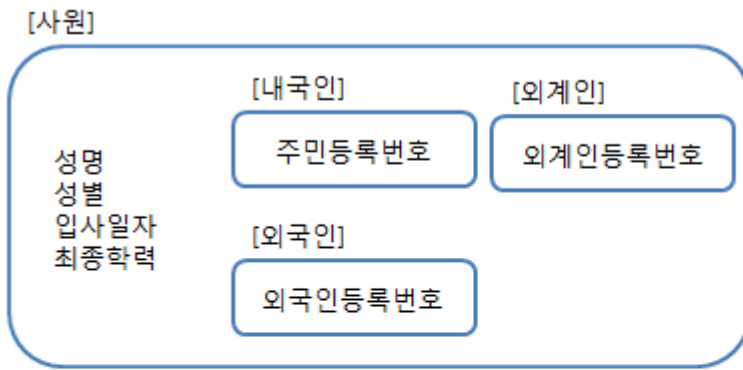 [사원]
[내국인]
[외계인]
주민등록번호
외계인등록번호
성명
성별
입사일자
최종학력
[외국인]
외국인등록번호